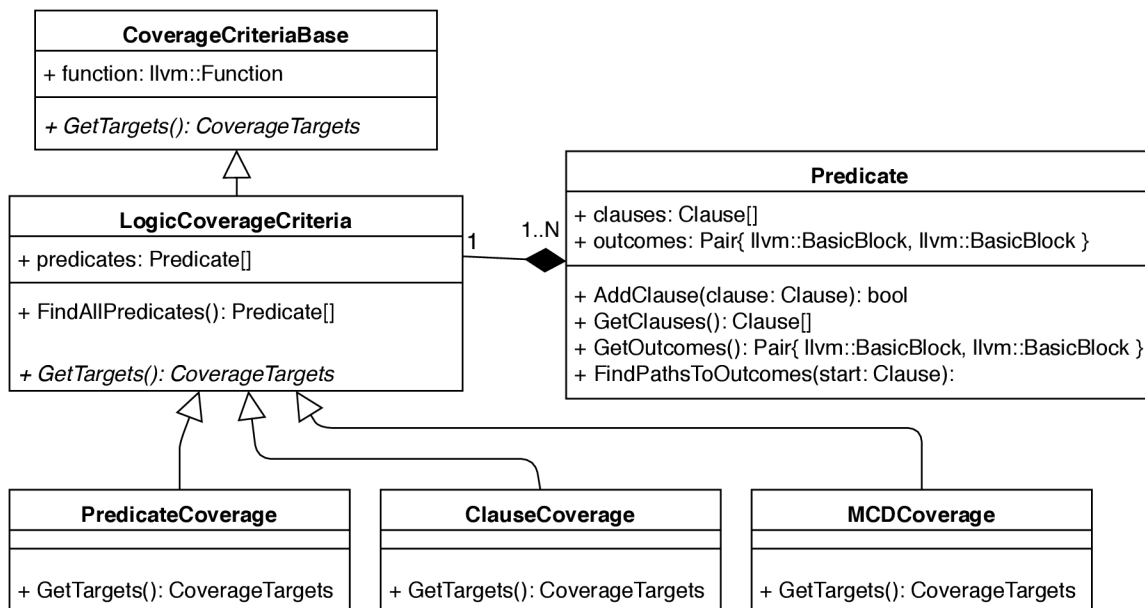 CoverageCriteriaBase
+ function: llvm::Function
+ GetTargets(): CoverageTargets
LogicCoverageCriteria
+ predicates: Predicate[]
+ FindAllPredicates(): Predicate[]
+ GetTargets(): CoverageTargets
1
1..N
Predicate
+ clauses: Clause[]
+ outcomes: Pair{ llvm::BasicBlock, llvm::BasicBlock }
+ AddClause(clause: Clause): bool
+ GetClauses(): Clause[]
+ GetOutcomes(): Pair{ llvm::BasicBlock, llvm::BasicBlock }
+ FindPathsToOutcomes(start: Clause):
PredicateCoverage
+ GetTargets(): CoverageTargets
ClauseCoverage
+ GetTargets(): CoverageTargets
MCDCoverage
+ GetTargets(): CoverageTargets